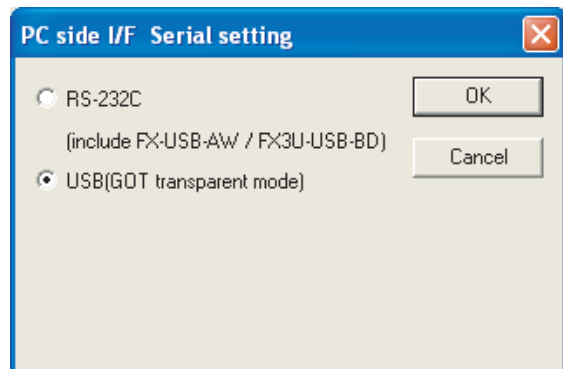 PC side I/F Serial setting
RS-232C
OK
(include FX-USB-AW / FX3U-USB-BD)
Cancel
USB(GOT transparent mode)